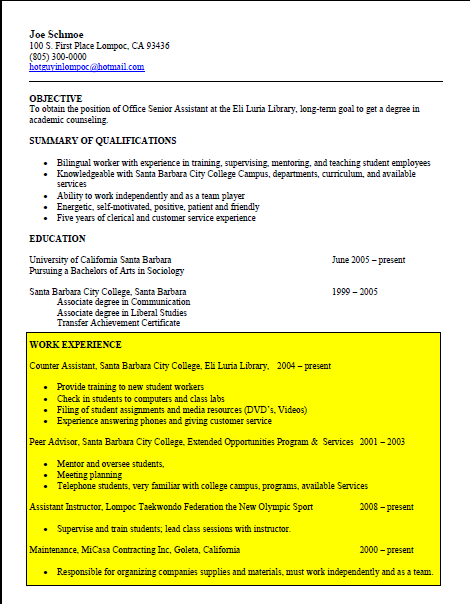 Joe Schmoe
100 S. First Place Lompoc, CA 93436
(805) 300-0000
hotguyinlompoc@hotmail.com
OBJECTIVE
To obtain the position of Office Senior Assistant at the Eli Luria Library, long-term goal to get a degree in
academic counseling.
SUMMARY OF QUALIFICATIONS
• Bilingual worker with experience in training, supervising, mentoring, and teaching student employees
• Knowledgeable with Santa Barbara City College Campus, departments, curriculum, and available
services
• Ability to work independently and as a team player
• Energetic, self-motivated, positive, patient and friendly
• Five years of clerical and customer service experience
EDUCATION
University of California Santa Barbara June 2005 – present
Pursuing a Bachelors of Arts in Sociology
Santa Barbara City College, Santa Barbara 1999 – 2005
Associate degree in Communication
Associate degree in Liberal Studies
Transfer Achievement Certificate
WORK EXPERIENCE
Counter Assistant, Santa Barbara City College, Eli Luria Library, 2004 – present
• Provide training to new student workers
• Check in students to computers and class labs
• Filing of student assignments and media resources (DVD's, Videos)
• Experience answering phones and giving customer service
Peer Advisor, Santa Barbara City College, Extended Opportunities Program & Services 2001 – 2003
• Mentor and oversee students,
• Meeting planning
• Telephone students, very familiar with college campus, programs, available Services
Assistant Instructor, Lompoc Taekwondo Federation the New Olympic Sport 2008 – present
• Supervise and train students; lead class sessions with instructor.
Maintenance, MiCasa Contracting Inc, Goleta, California 2000 – present
• Responsible for organizing companies supplies and materials, must work independently and as a team.